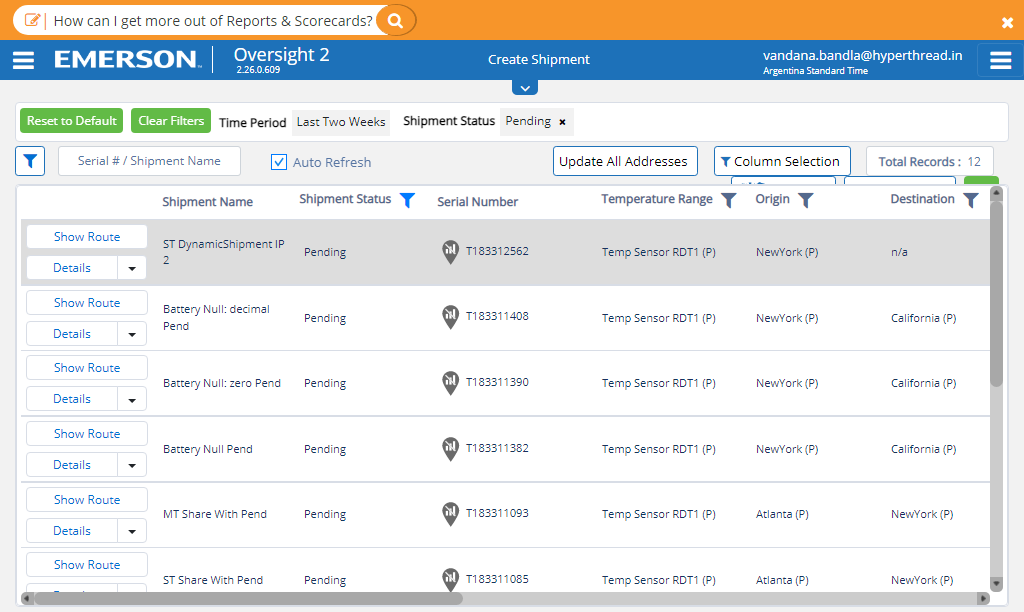 How can I get more out of Reports & Scorecards?
EMERSON
Oversight 2
2.26.0.609
Create Shipment
vandana.bandla@hyperthread.in
Argentina Standard Time
Reset to Default
Clear Filters
Time Period
Last Two Weeks
Shipment Status
Pending ×
Serial # / Shipment Name
Auto Refresh
Update All Addresses
Column Selection
Total Records : 12
Shipment Name
Shipment Status
Serial Number
Temperature Range
Origin
Destination
Show Route
Details
ST DynamicShipment IP
2
Pending
T183312562
Temp Sensor RDT1 (P)
NewYork (P)
n/a
Show Route
Details
Battery Null: decimal
Pend
Pending
T183311408
Temp Sensor RDT1 (P)
NewYork (P)
California (P)
Show Route
Details
Battery Null: zero Pend
Pending
T183311390
Temp Sensor RDT1 (P)
NewYork (P)
California (P)
Show Route
Details
Battery Null Pend
Pending
T183311382
Temp Sensor RDT1 (P)
NewYork (P)
California (P)
Show Route
Details
MT Share With Pend
Pending
T183311093
Temp Sensor RDT1 (P)
Atlanta (P)
NewYork (P)
Show Route
ST Share With Pend
Pending
T183311085
Temp Sensor RDT1 (P)
Atlanta (P)
NewYork (P)